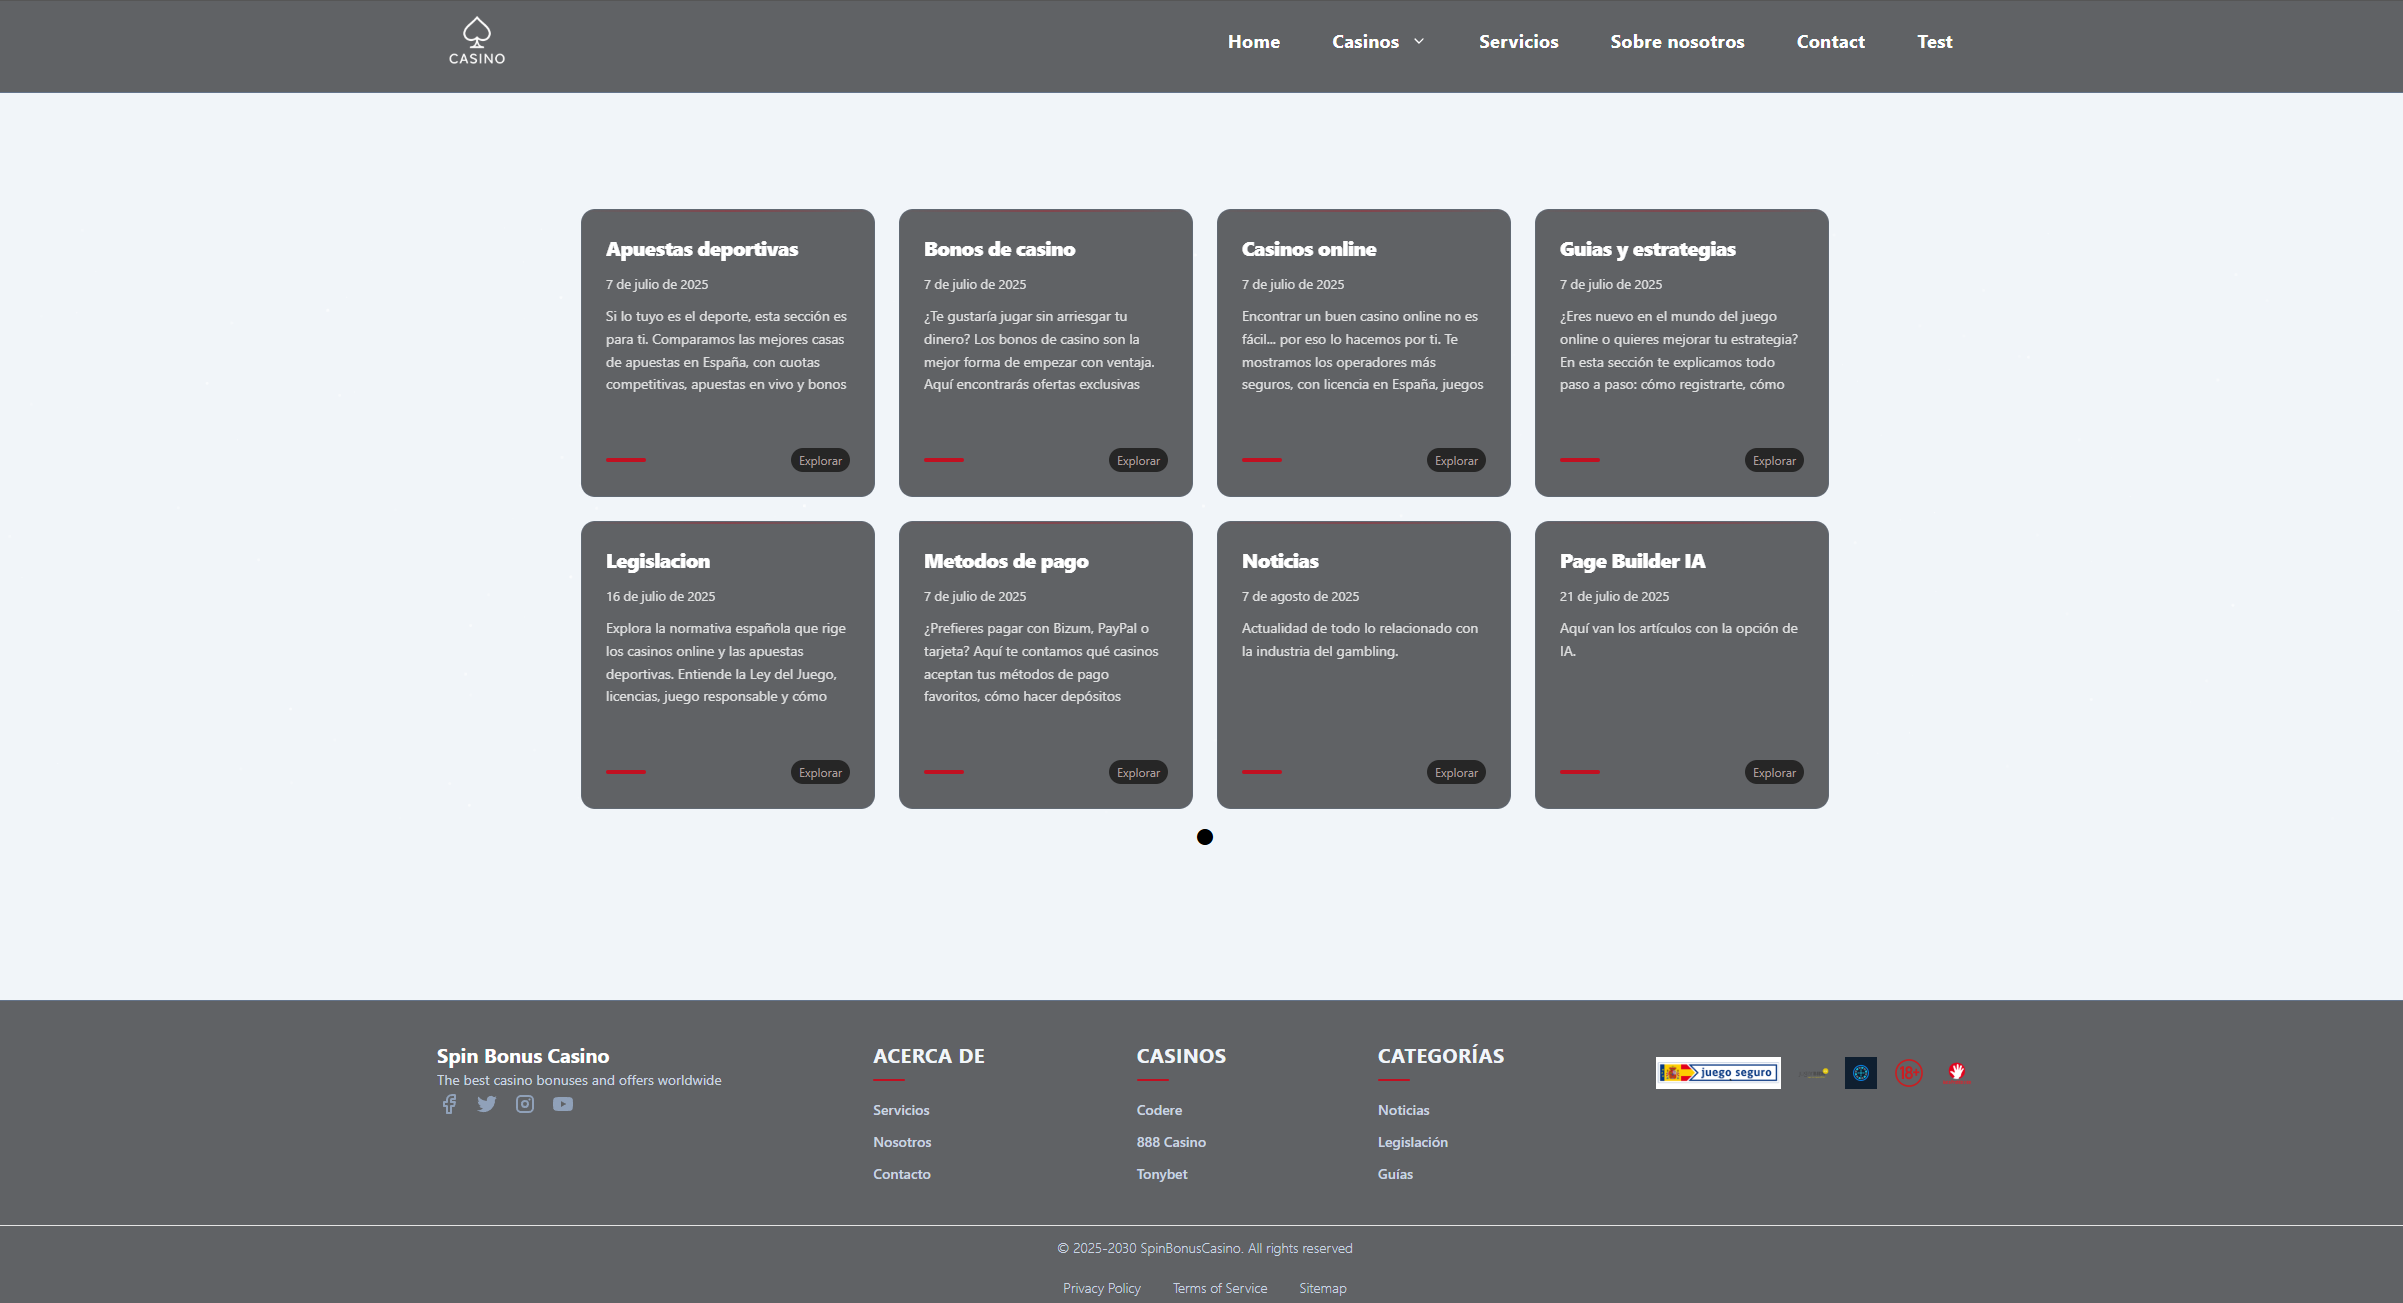 CASINO
Home Casinos Servicios Sobre nosotros Contact Test
Apuestas deportivas
7 de julio de 2025
Si lo tuyo es el deporte, esta sección es
para ti. Comparamos las mejores casas
de apuestas en España, con cuotas
competitivas, apuestas en vivo y bonos
Explorar
Bonos de casino
7 de julio de 2025
¿Te gustaría jugar sin arriesgar tu
dinero? Los bonos de casino son la
mejor forma de empezar con ventaja.
Aquí encontrarás ofertas exclusivas
Explorar
Casinos online
7 de julio de 2025
Encontrar un buen casino online no es
fácil... por eso lo hacemos por ti. Te
mostramos los operadores más
seguros, con licencia en España, juegos
Explorar
Guias y estrategias
7 de julio de 2025
¿Eres nuevo en el mundo del juego
online o quieres mejorar tu estrategia?
En esta sección te explicamos todo
paso a paso: cómo registrarte, cómo
Explorar
Legislacion
16 de julio de 2025
Explora la normativa española que rige
los casinos online y las apuestas
deportivas. Entiende la Ley del Juego,
licencias, juego responsable y cómo
Explorar
Metodos de pago
7 de julio de 2025
¿Prefieres pagar con Bizum, PayPal o
tarjeta? Aquí te contamos qué casinos
aceptan tus métodos de pago
favoritos, cómo hacer depósitos
Explorar
Noticias
7 de agosto de 2025
Actualidad de todo lo relacionado con
la industria del gambling.
Explorar
Page Builder IA
21 de julio de 2025
Aquí van los artículos con la opción de
IA.
Explorar
Spin Bonus Casino
The best casino bonuses and offers worldwide
ACERCA DE
Servicios
Nosotros
Contacto
CASINOS
Codere
888 Casino
Tonybet
CATEGORÍAS
Noticias
Legislación
Guías
juego seguro
18+
© 2025-2030 SpinBonusCasino. All rights reserved
Privacy Policy Terms of Service Sitemap